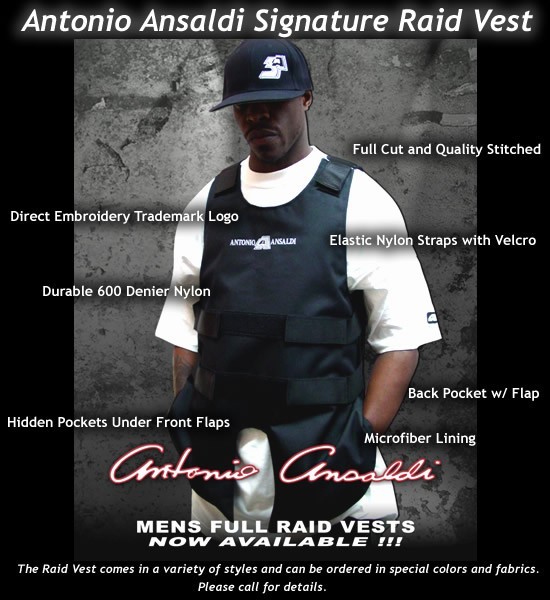 Antonio Ansaldi Signature Raid Vest
Full Cut and Quality Stitched
Direct Embroidery Trademark Logo
ANTONIO ANSALDI
Elastic Nylon Straps with Velcro
Durable 600 Denier Nylon
Back Pocket w/ Flap
Hidden Pockets Under Front Flaps
Microfiber Lining
Antonio Ansaldi
MENS FULL RAID VESTS
NOW AVAILABLE !!!
The Raid Vest comes in a variety of styles and can be ordered in special colors and fabrics.
Please call for details.